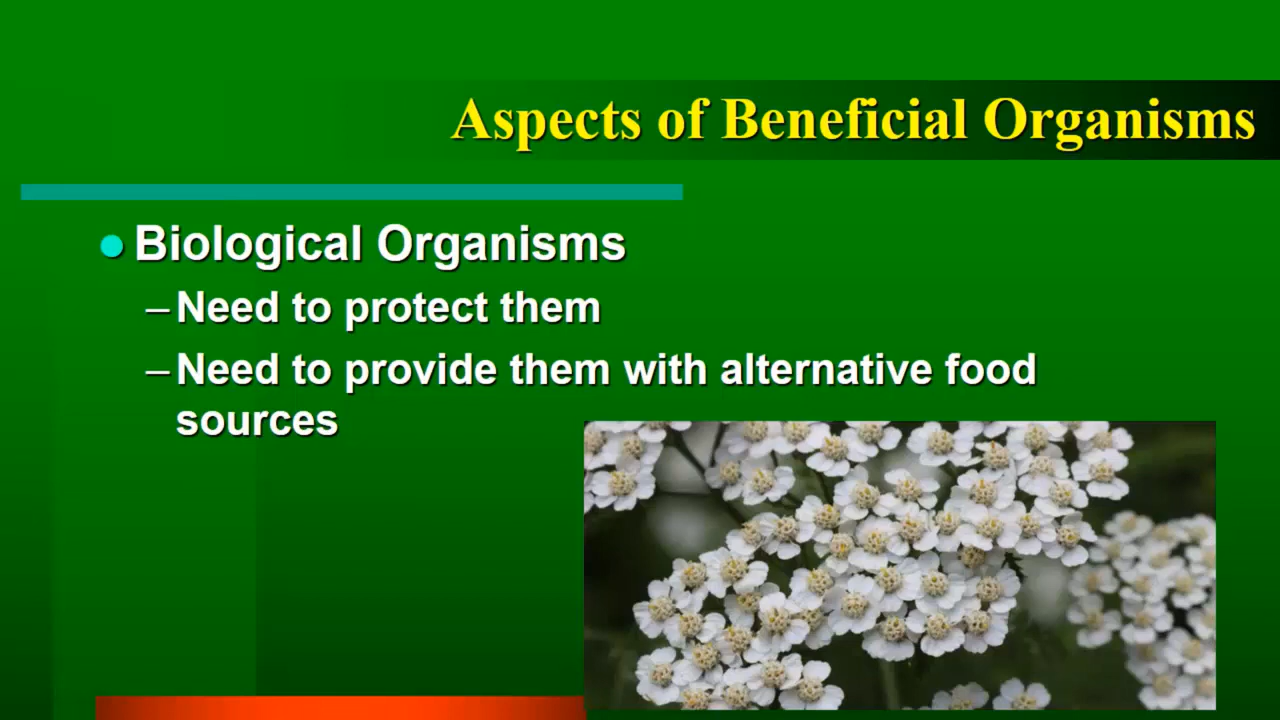 Aspects of Beneficial Organisms
Biological Organisms
–Need to protect them
–Need to provide them with alternative food
sources